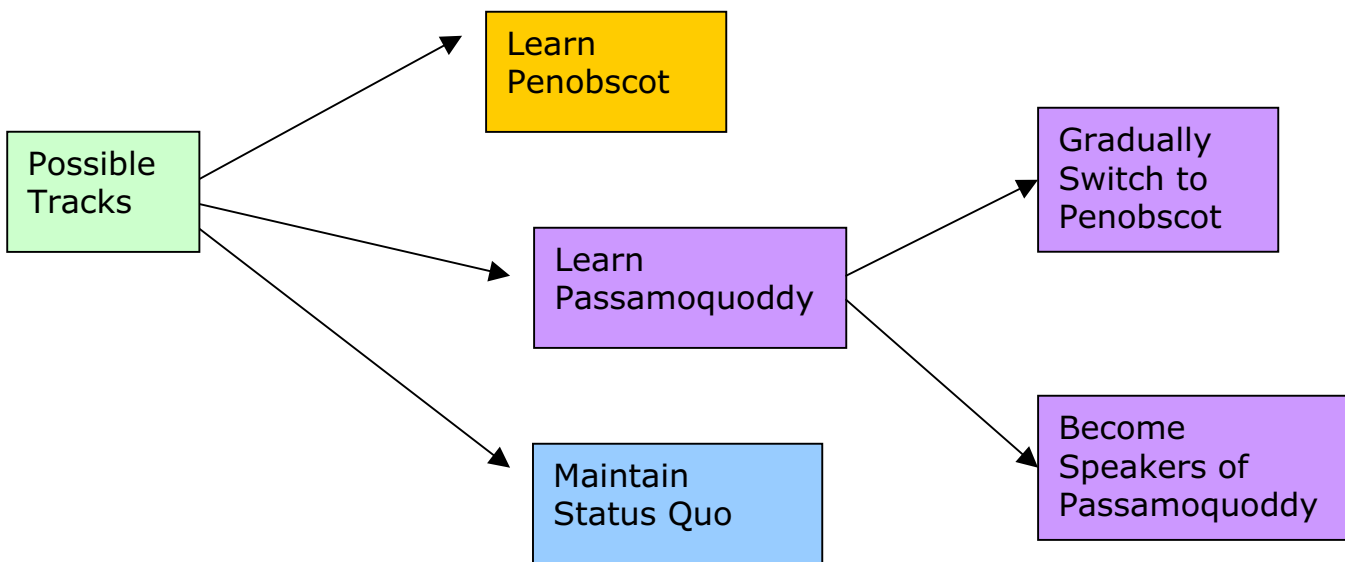 Possible
Tracks
Learn
Penobscot
Learn
Passamoquoddy
Maintain
Status Quo
Gradually
Switch to
Penobscot
Become
Speakers of
Passamoquoddy